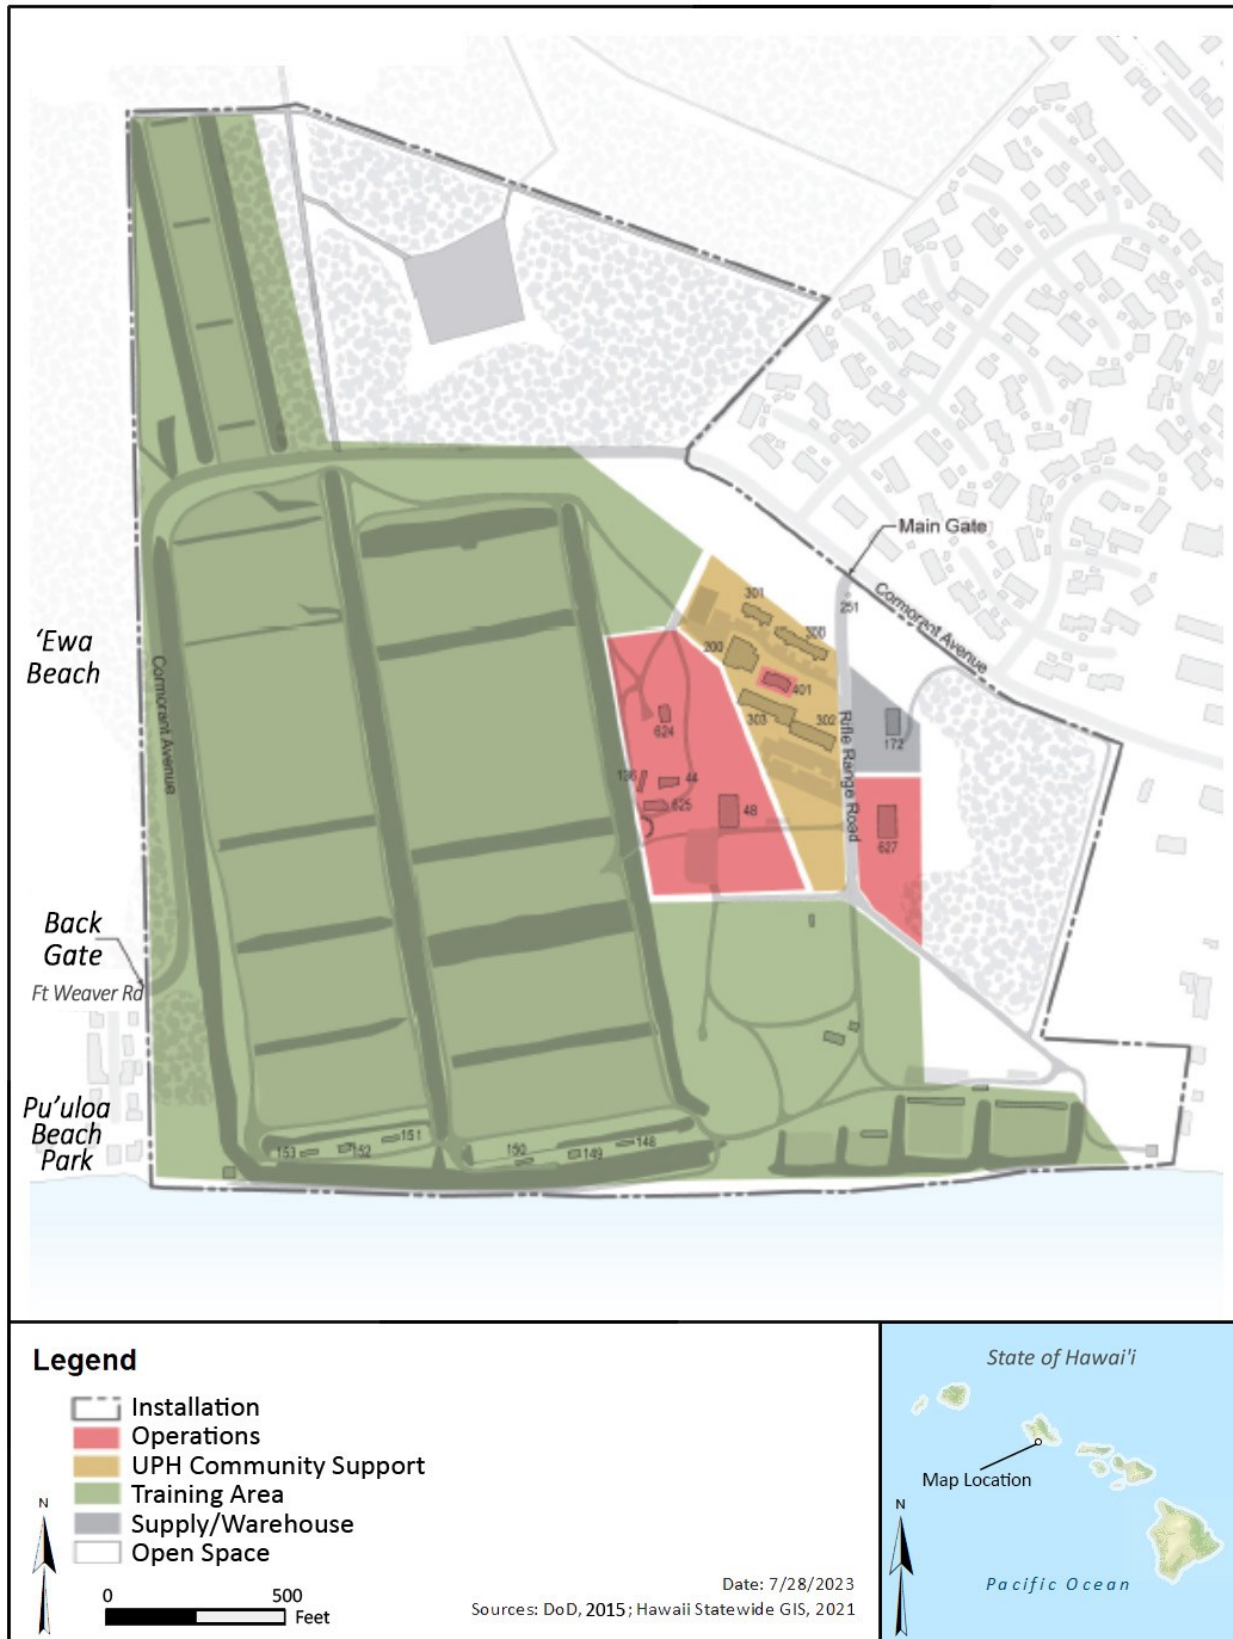 Main Gate
301
251
300
Cormorant Avenue
'Ewa
Beach
200
401
Cormorant Avenue
303
302
Rifle Range Road
172
624
136
44
625
48
627
Back
Gate
Ft Weaver Rd
Pu'uloa
Beach
Park
153
152
151
150
149
148
Legend
Installation
Operations
UPH Community Support
Training Area
Supply/Warehouse
Open Space
N
0 500
Feet
Date: 7/28/2023
Sources: DoD, 2015; Hawaii Statewide GIS, 2021
State of Hawai'i
Map Location
N
Pacific Ocean